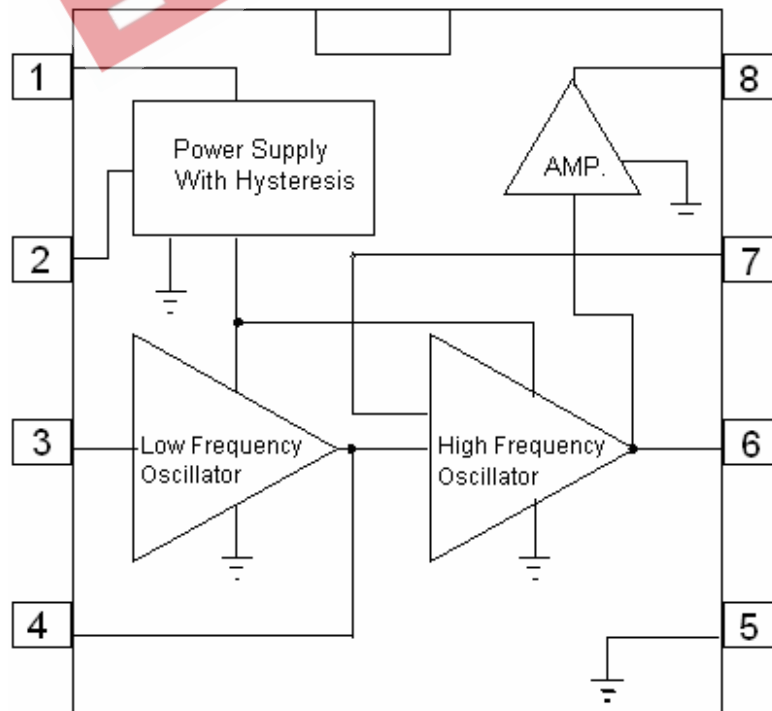 1
8
Power Supply
With Hysteresis
AMP.
2
7
3
Low Frequency
Oscillator
High Frequency
Oscillator
6
4
5